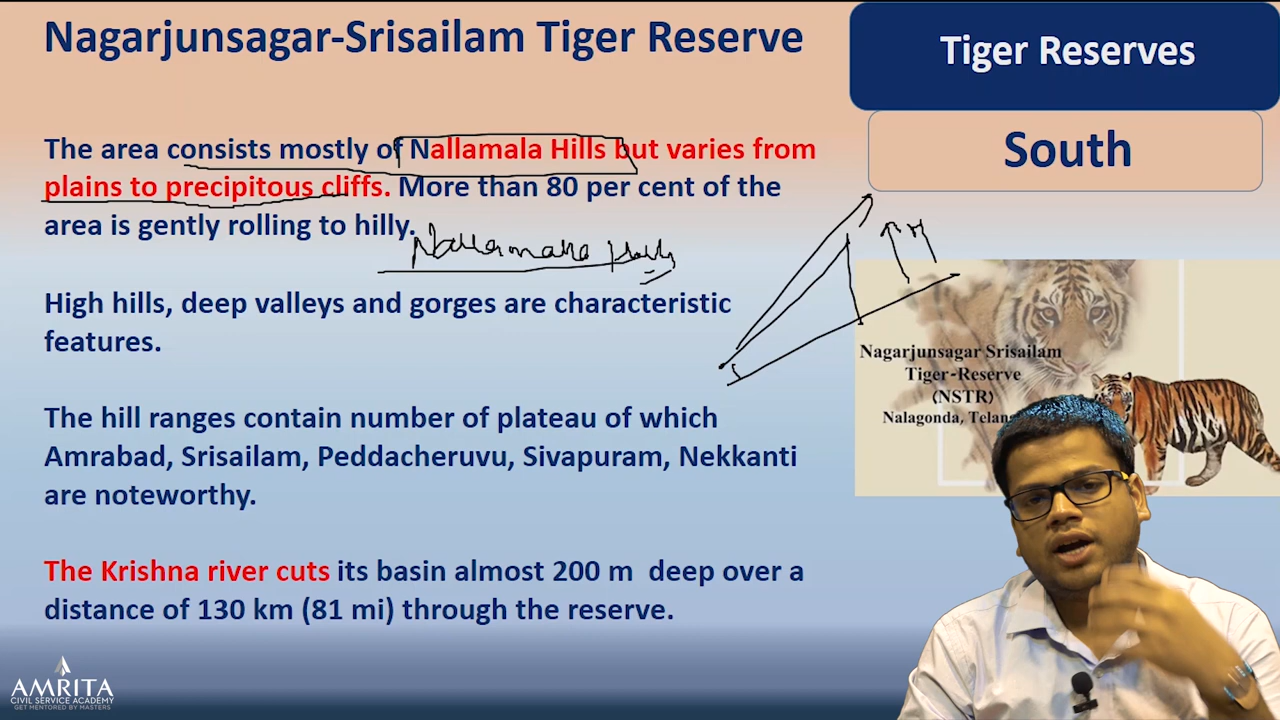 Nagarjunsagar-Srisailam Tiger Reserve
Tiger Reserves
South
The area consists mostly of Nallamala Hills but varies from
plains to precipitous cliffs. More than 80 per cent of the
area is gently rolling to hilly.
Nallamala Hills
High hills, deep valleys and gorges are characteristic
features.
The hill ranges contain number of plateau of which
Amrabad, Srisailam, Peddacheruvu, Sivapuram, Nekkanti
are noteworthy.
The Krishna river cuts its basin almost 200 m deep over a
distance of 130 km (81 mi) through the reserve.
Nagarjunsagar Srisailam
Tiger-Reserve
(NSTR)
Nalagonda,
AMRITA
CIVIL SERVICE ACADEMY
GET MENTORED BY MASTERS